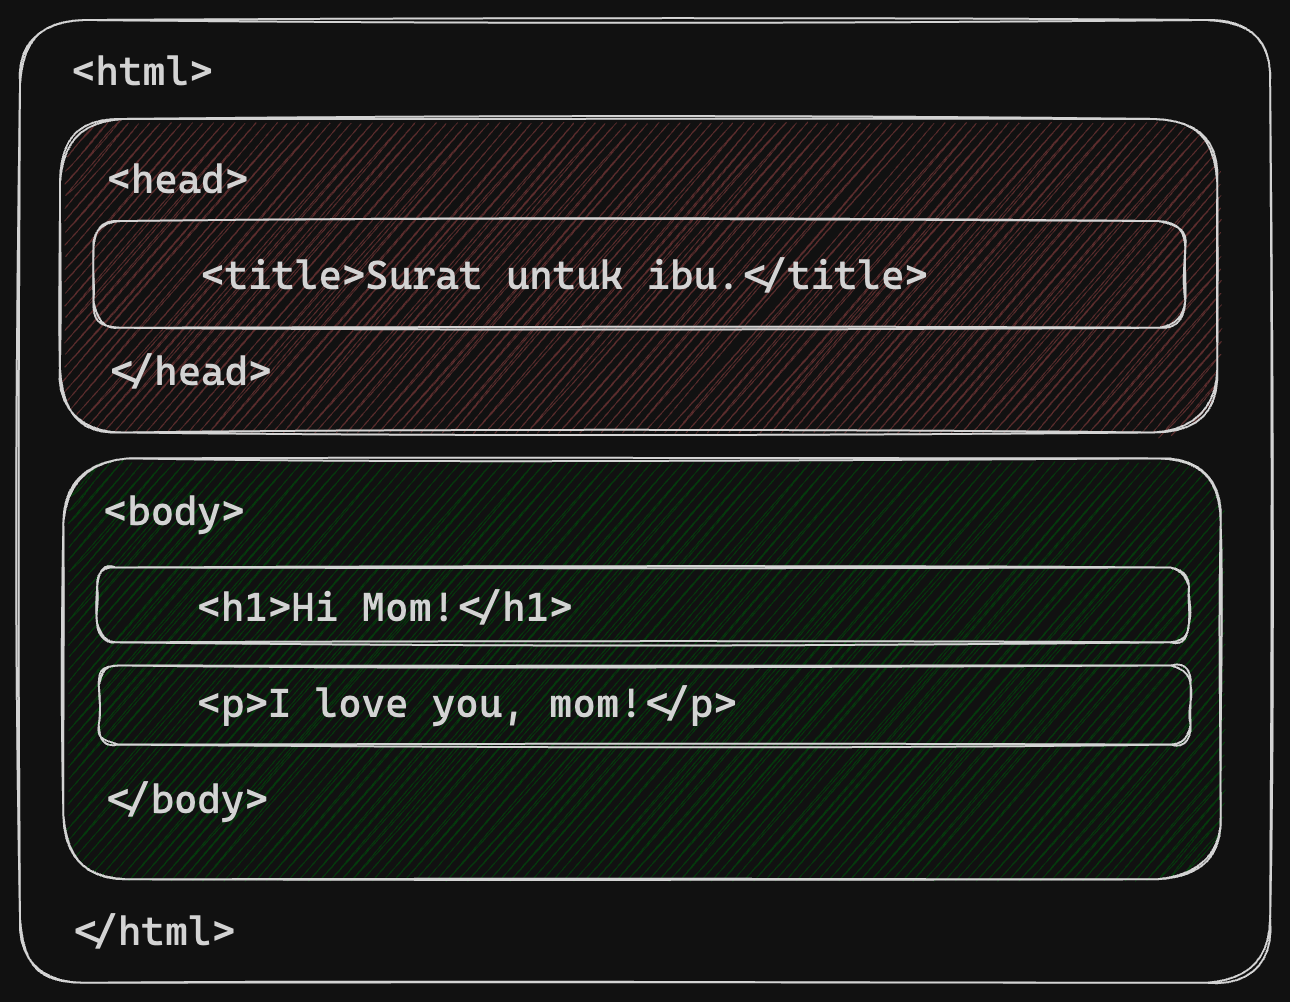 <html>
<head>
<title>Surat untuk ibu.</title>
</head>
<body>
<h1>Hi Mom!</h1>
<p>I love you, mom!</p>
</body>
</html>